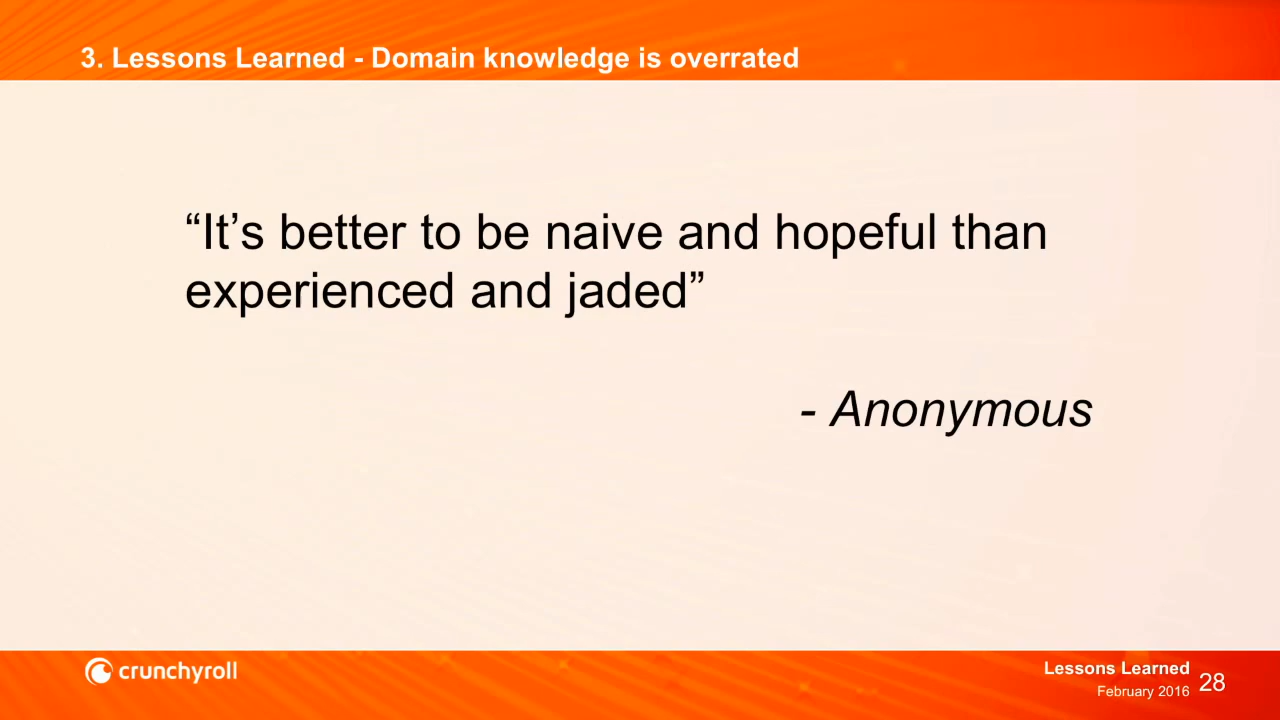 3. Lessons Learned - Domain knowledge is overrated
“It’s better to be naive and hopeful than
experienced and jaded”
- Anonymous
crunchyroll
Lessons Learned
February 2016
28